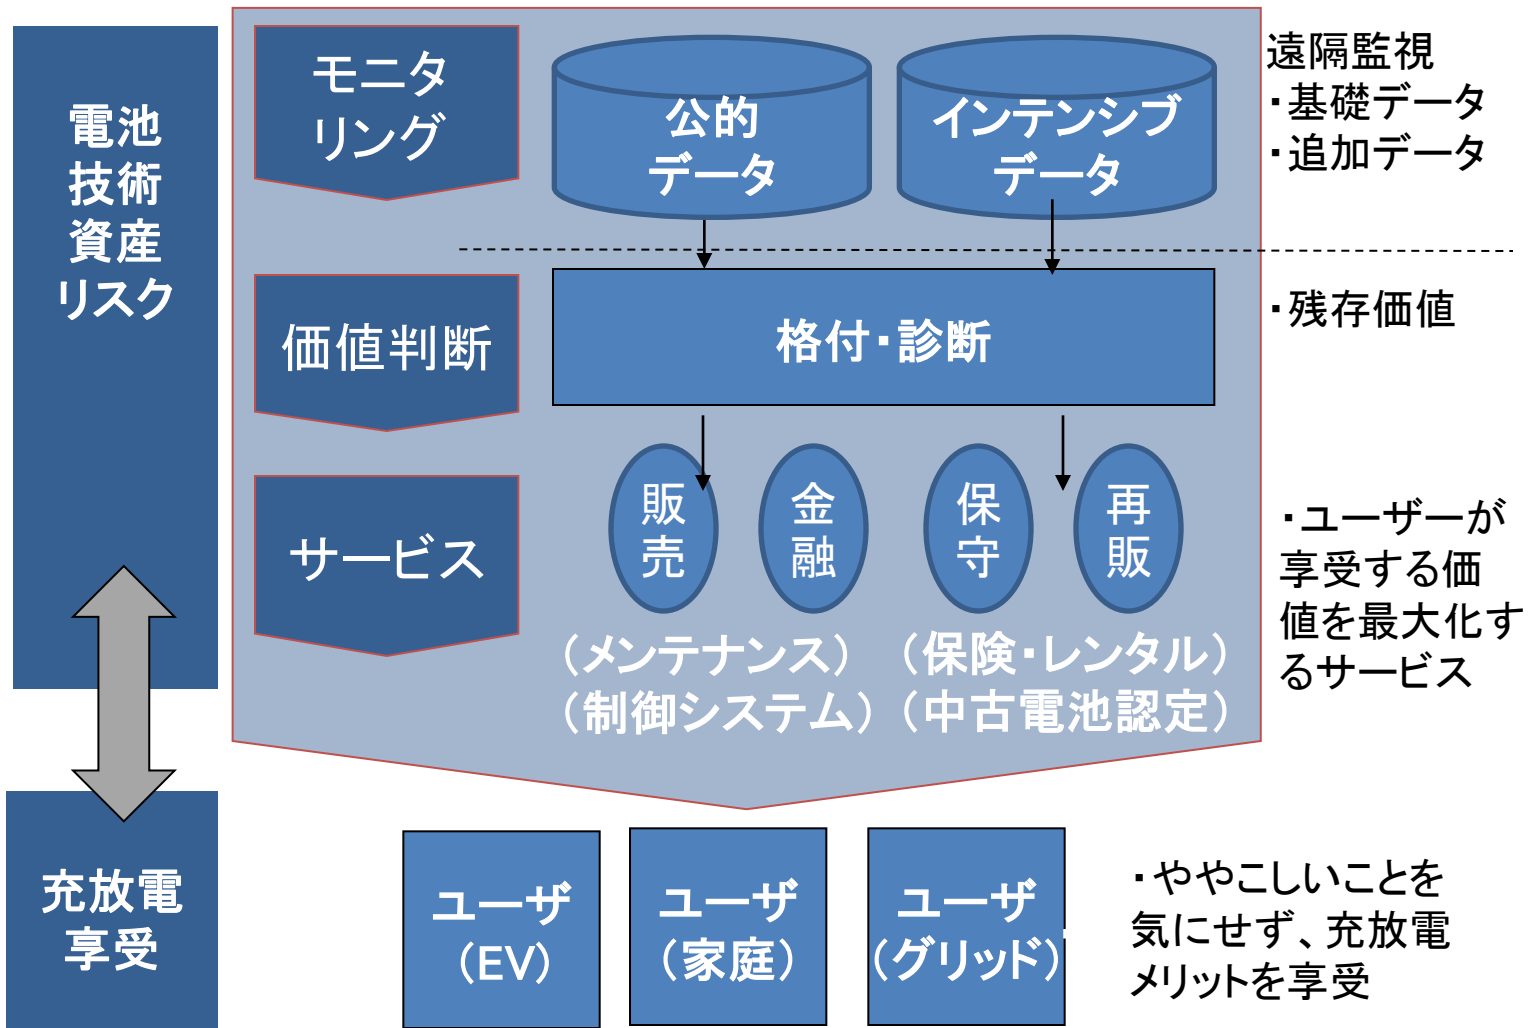 電池
技術
資産
リスク
モニタ
リング
公的
データ
インテンシブ
データ
遠隔監視
・基礎データ
・追加データ
価値判断
格付・診断
・残存価値
サービス
販
売
金
融
保
守
再
販
（メンテナンス）
（保険・レンタル）
（制御システム）
（中古電池認定）
・ユーザーが
享受する価
値を最大化す
るサービス
充放電
享受
ユーザ
（EV）
ユーザ
（家庭）
ユーザ
（グリッド）
・ややこしいことを
気にせず、充放電
メリットを享受